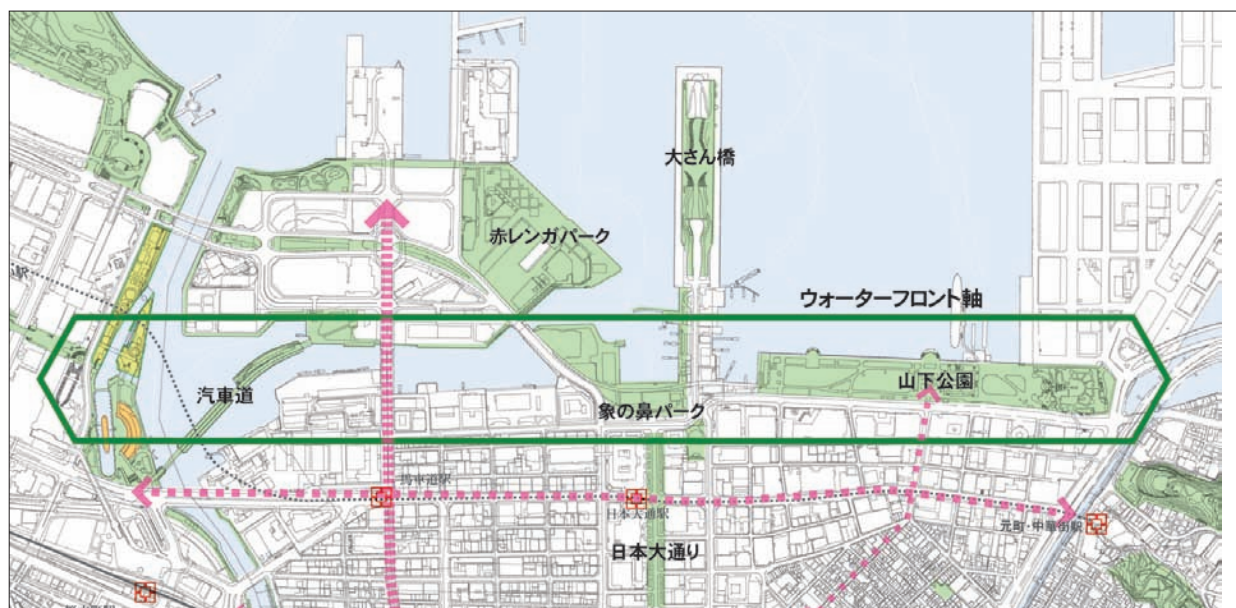 大さん橋
赤レンガパーク
ウォーターフロント軸
駅
汽車道
山下公園
象の鼻パーク
馬車道駅
日本大通駅
元町・中華街駅
日本大通り